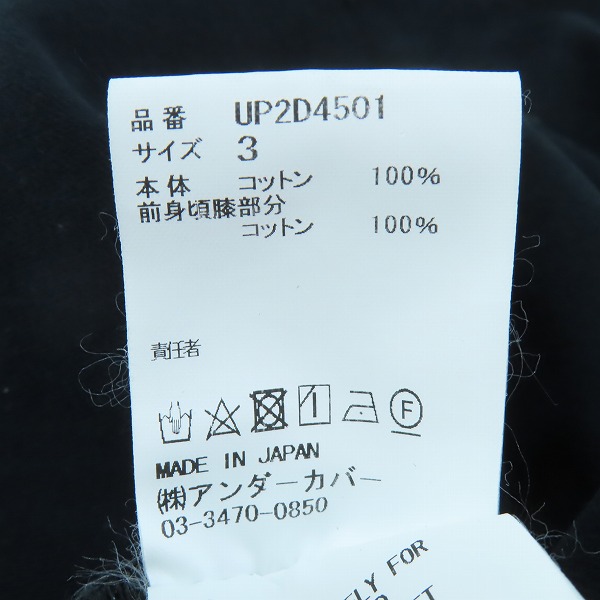 品番 UP2D4501
サイズ 3
本体 コットン 100%
前身頃膝部分
コットン 100%
責任者
F
MADE IN JAPAN
(株)アンダーカバー
03-3470-0850
FOR